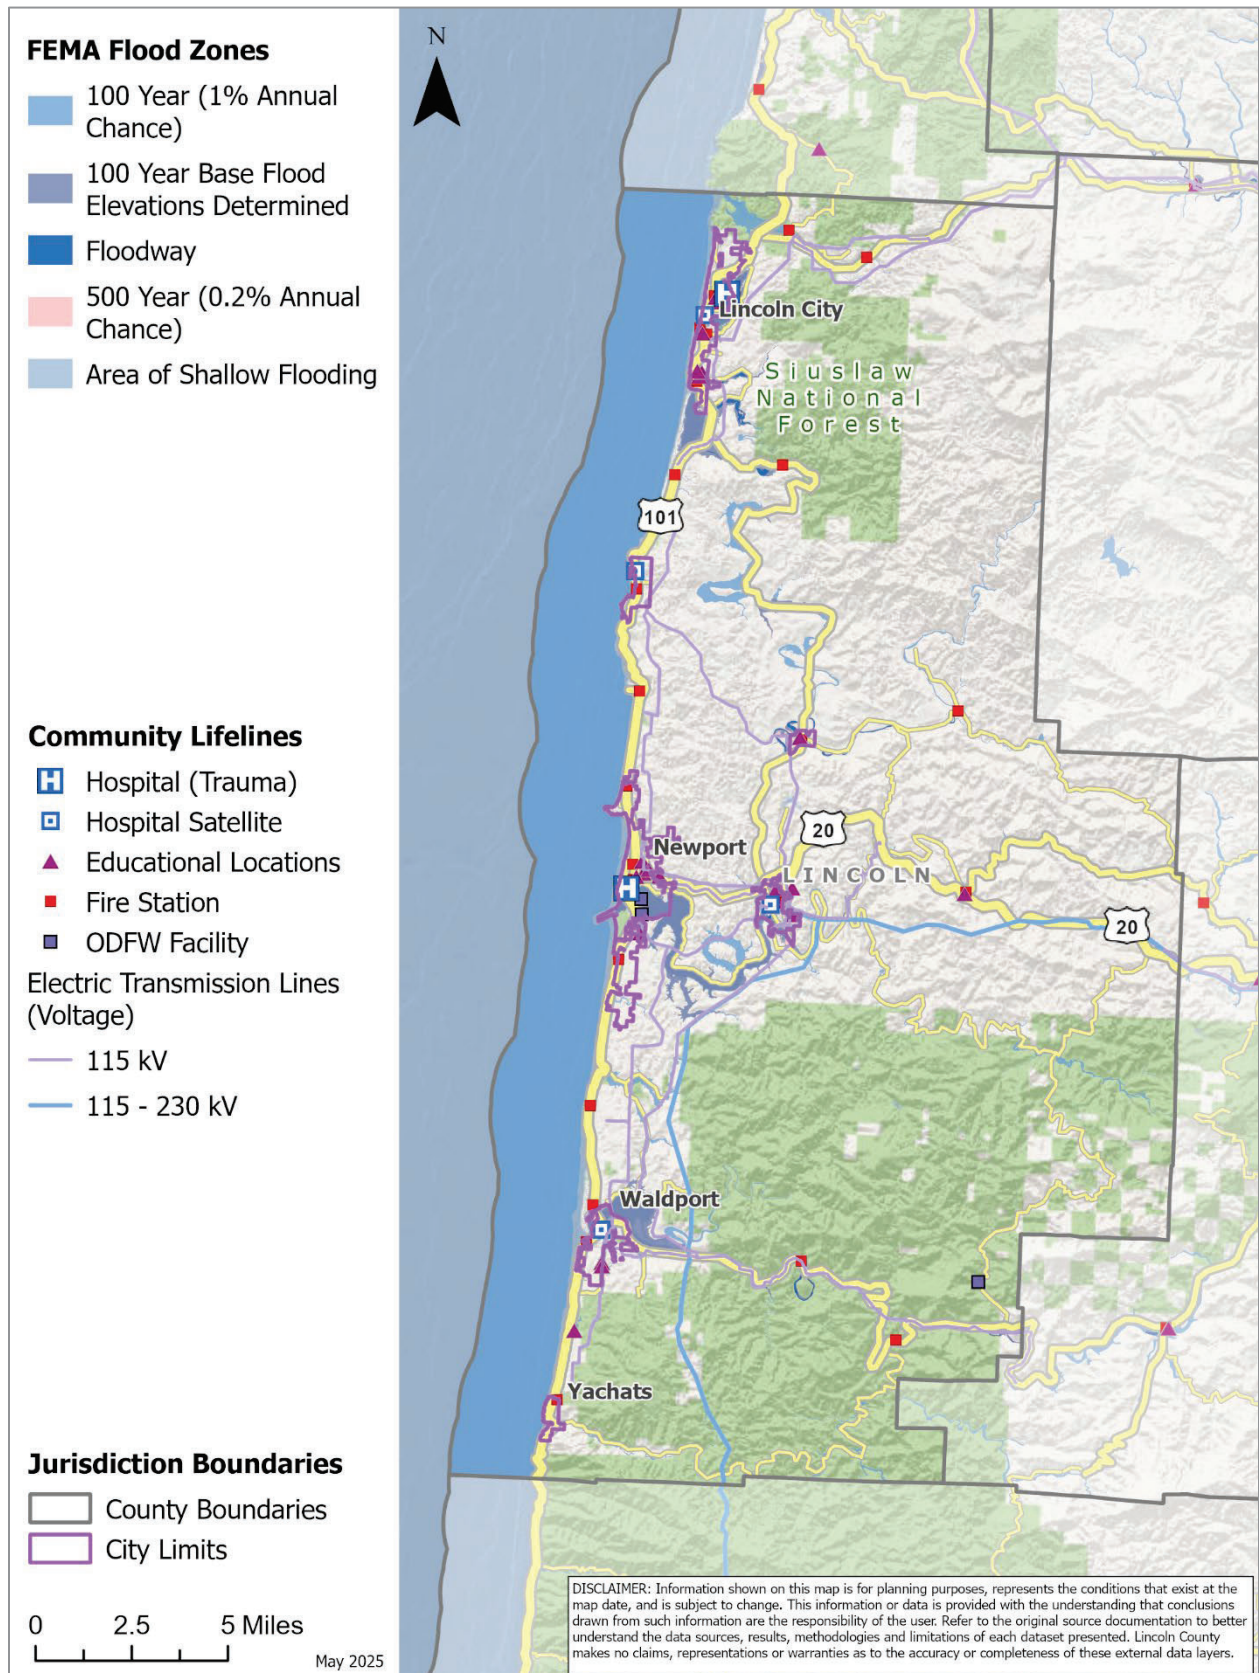 FEMA Flood Zones
100 Year (1% Annual
Chance)
100 Year Base Flood
Elevations Determined
Floodway
500 Year (0.2% Annual
Chance)
Area of Shallow Flooding
Community Lifelines
Hospital (Trauma)
Hospital Satellite
Educational Locations
Fire Station
ODFW Facility
Electric Transmission Lines
(Voltage)
115 kV
115 - 230 kV
Jurisdiction Boundaries
County Boundaries
City Limits
0 2.5 5 Miles
May 2025
N
H
Lincoln City
Siuslaw
National
Forest
101
20
Newport
LINCOLN
H
20
Waldport
Yachats
DISCLAIMER: Information shown on this map is for planning purposes, represents the conditions that exist at the
map date, and is subject to change. This information or data is provided with the understanding that conclusions
drawn from such information are the responsibility of the user. Refer to the original source documentation to better
understand the data sources, results, methodologies and limitations of each dataset presented. Lincoln County
makes no claims, representations or warranties as to the accuracy or completeness of these external data layers.